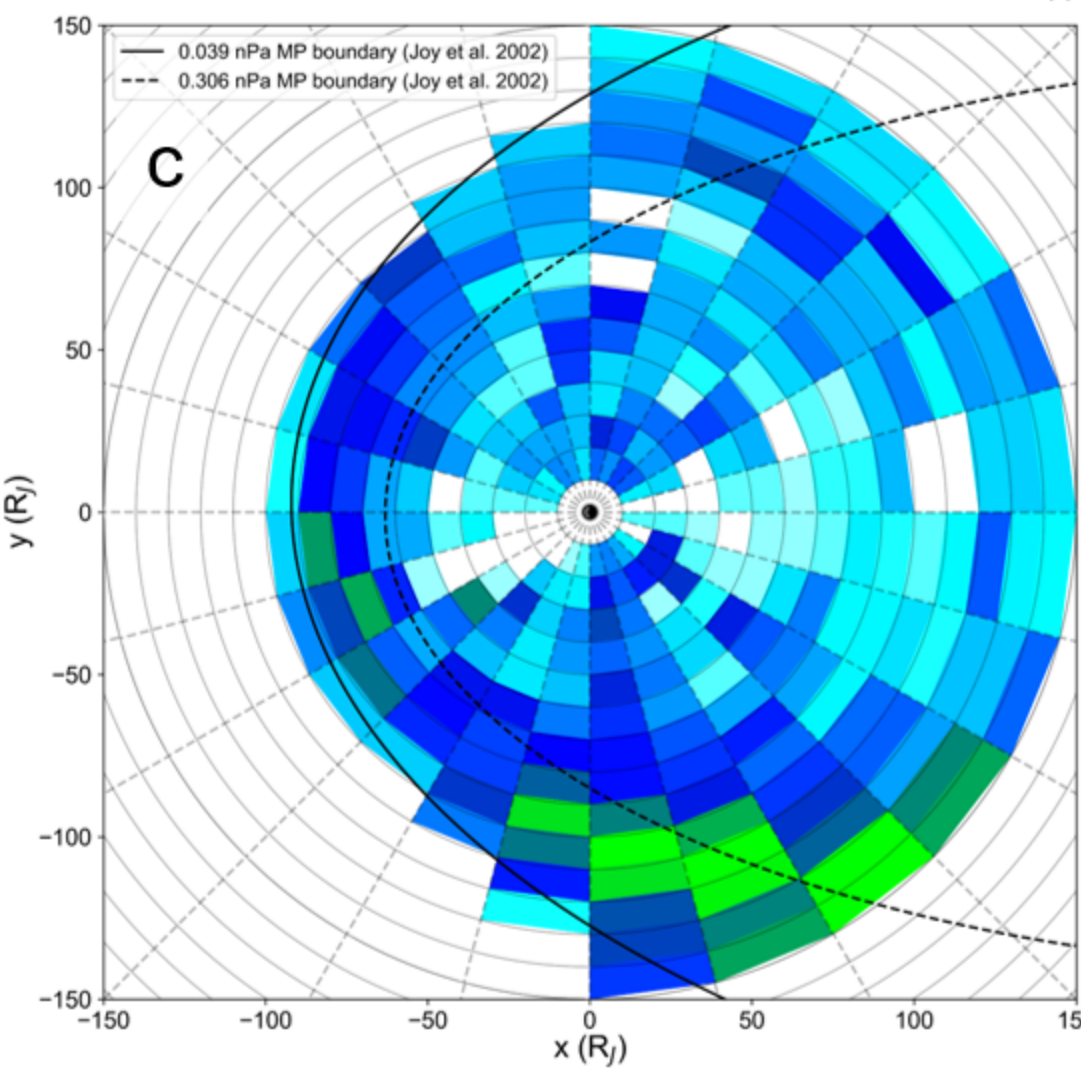 150
0.039 nPa MP boundary (Joy et al. 2002)
0.306 nPa MP boundary (Joy et al. 2002)
C
100
50
0
−50
−100
−150
y (R_J)
−150 −100 −50 0 50 100 15
x (R_J)